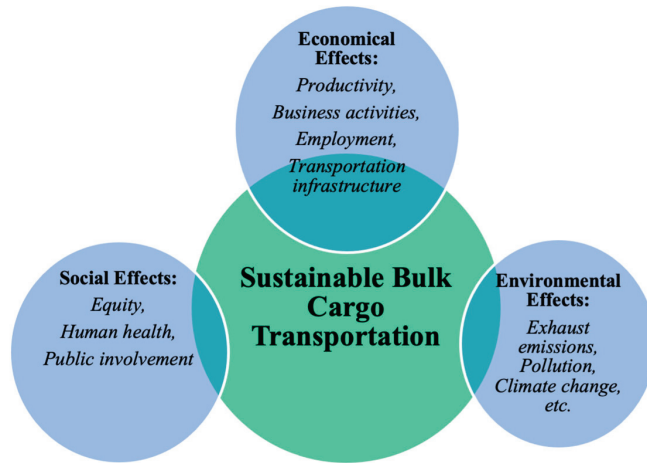 Economical
Effects:
Productivity,
Business activities,
Employment,
Transportation
infrastructure
Sustainable Bulk
Cargo
Transportation
Social Effects:
Equity,
Human health,
Public involvement
Environmental
Effects:
Exhaust
emissions,
Pollution,
Climate change,
etc.